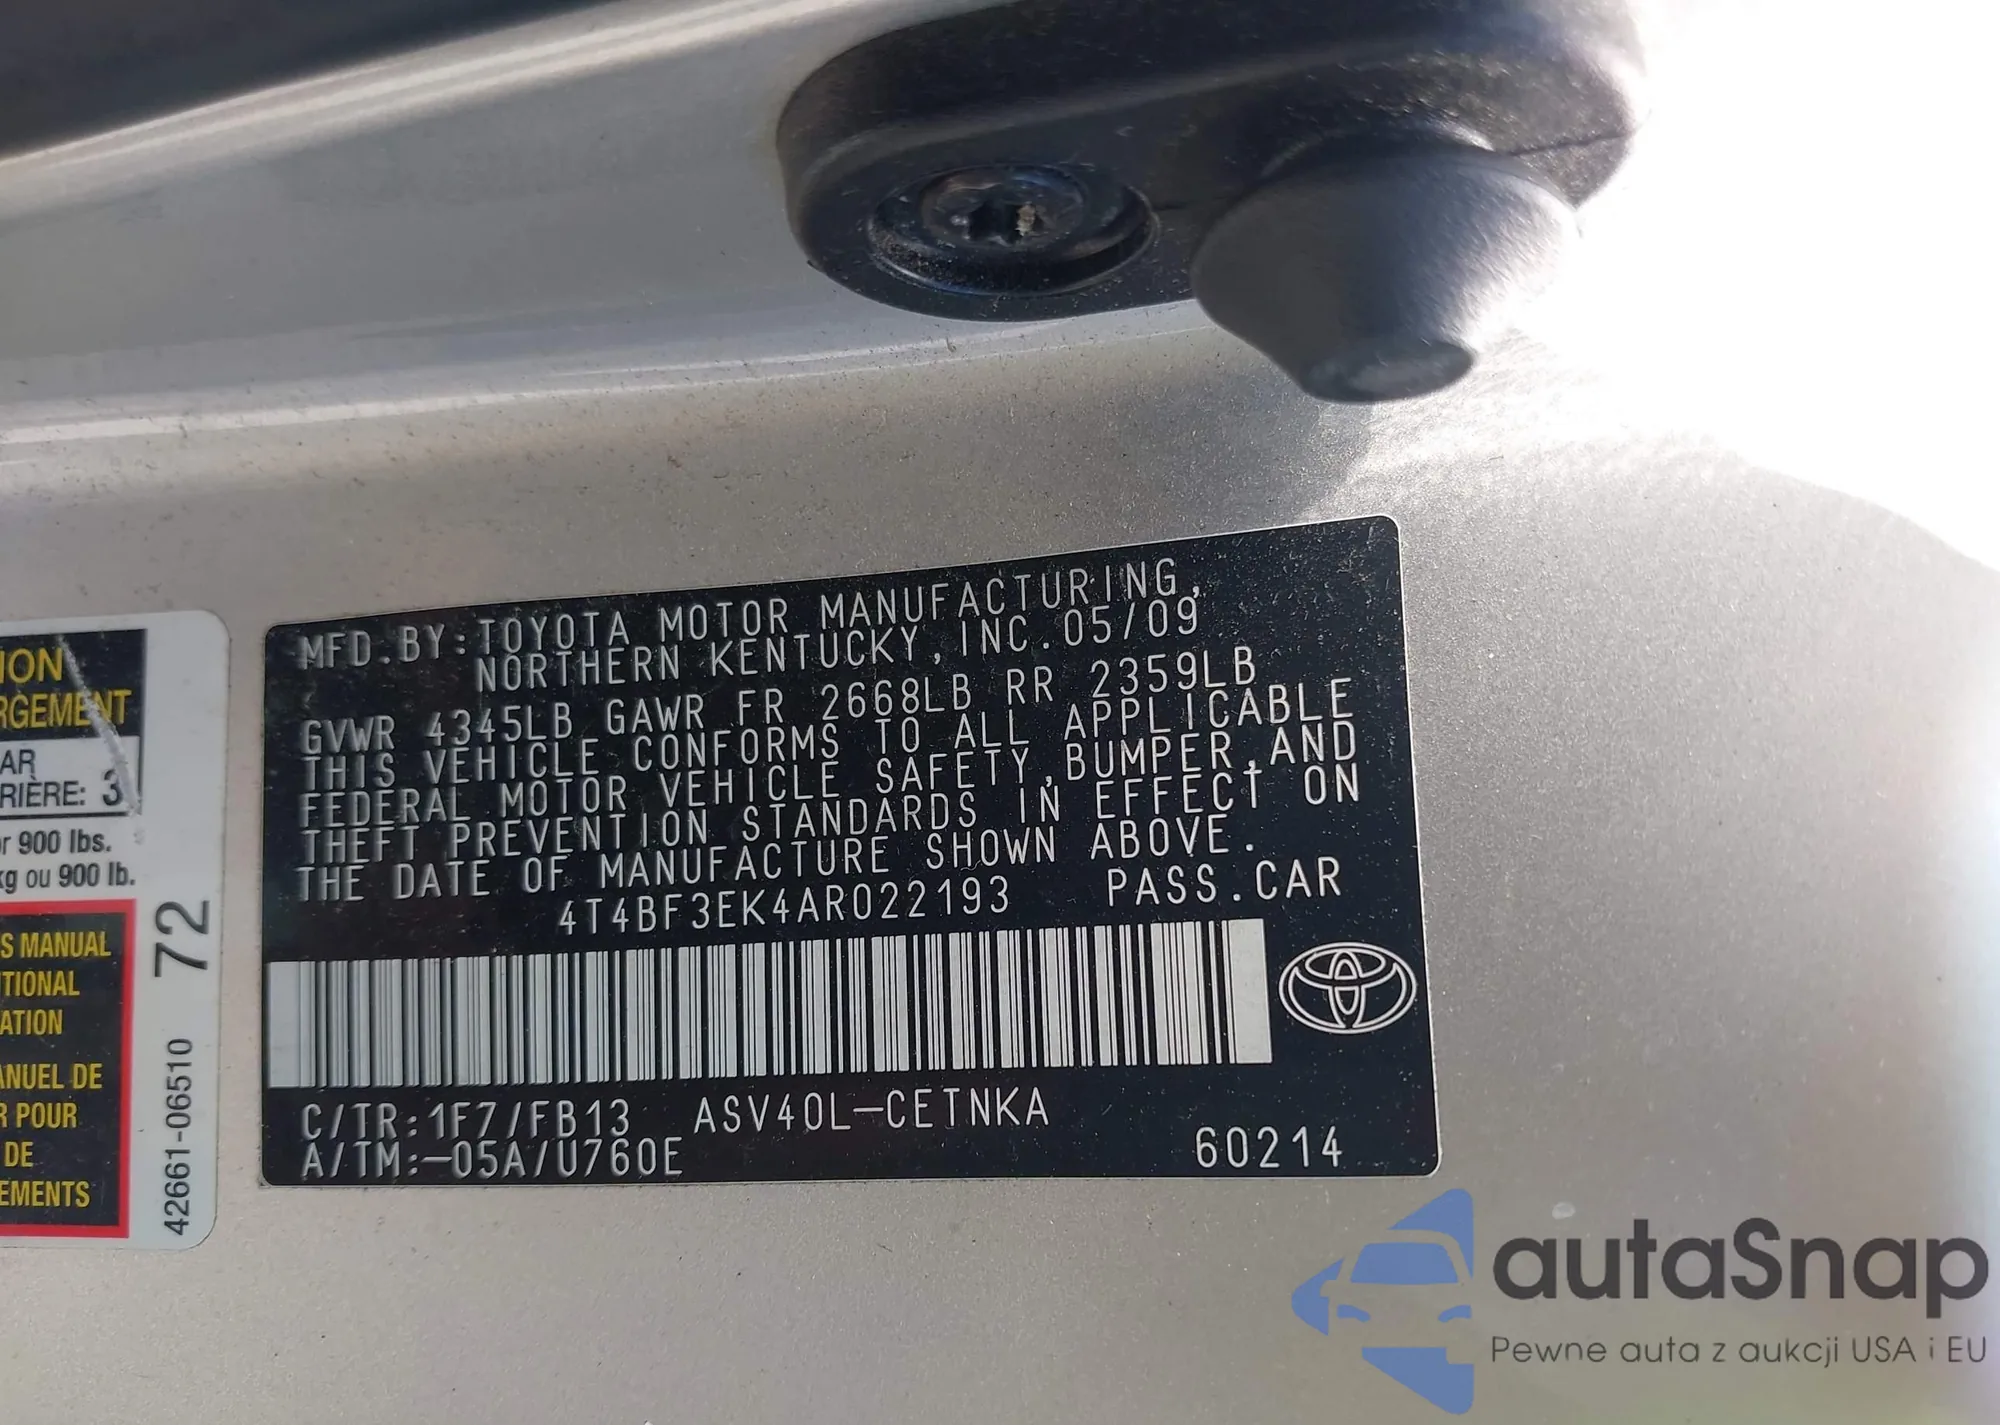 MFD.BY:TOYOTA MOTOR MANUFACTURING,
NORTHERN KENTUCKY, INC. 05/09
GVWR 4345LB GAWR FR 2668LB RR 2359LB
THIS VEHICLE CONFORMS TO ALL APPLICABLE
FEDERAL MOTOR VEHICLE SAFETY,BUMPER,AND
THEFT PREVENTION STANDARDS IN EFFECT ON
THE DATE OF MANUFACTURE SHOWN ABOVE.
4T4BF3EK4AR022193 PASS.CAR
C/TR:1F7/FB13 ASV40L-CETNKA
A/TM:-05A/U760E 60214
ION
RGEMENT
AR
RIÈRE: 3
r 900 lbs.
kg ou 900 lb.
S MANUAL
TIONAL
ATION
ANUEL DE
R POUR
DE
EMENTS
72
42661-06510
autaSnap
Pewne auta z aukcji USA i EU